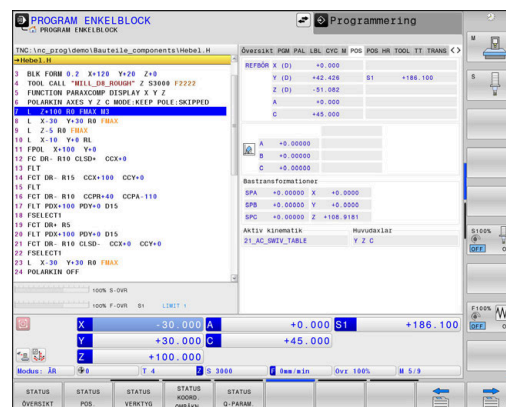 PROGRAM ENKELBLOCK
PROGRAM ENKELBLOCK
Programmering
TNC:\nc_prog\demo\Bauteile_components\Hebel.H
→Hebel.H
3 BLK FORM 0.2 X+120 Y+20 Z+0
4 TOOL CALL "MILL_D8_ROUGH" Z S3000 F2222
5 FUNCTION PARAXCOMP DISPLAY X Y Z
6 POLARKIN AXES Y Z C MODE:KEEP POLE:SKIPPED
7 L Z+100 R0 FMAX M3
8 L X-30 Y+30 R0 FMAX
9 L Z-5 R0 FMAX
10 L X-10 Y+0 RL
11 FPOL X+100 Y+0
12 FC DR- R10 CLSD+ CCX+0
13 FLT
14 FCT DR- R15 CCX+100 CCY+0
15 FLT
16 FCT DR- R10 CCPR+40 CCPA-110
17 FLT PDX+100 PDY+0 D15
18 FSELECT1
19 FCT DR+ R5
20 FLT PDX+100 PDY+0 D15
21 FCT DR- R10 CLSD- CCX+0 CCY+0
22 FSELECT1
23 L X-30 Y+30 R0 FMAX
24 POLARKIN OFF
Översikt PGM PAL LBL CYC M POS POS HR TOOL TT TRANS
REFBÖR X (D) +0.000
Y (D) +42.426 S1 +186.100
Z (D) -51.082
A +0.000
C +45.000
A +0.00000
B +0.00000
C +0.00000
Bastransformationer
SPA +0.00000 X +0.0000
SPB +0.00000 Y +0.0000
SPC +0.00000 Z +108.9181
Aktiv kinematik Huvudaxlar
21_AC_SWIV_TABLE Y Z C
100% S-OVR
100% F-OVR S1 LIMIT 1
X -30.000 A +0.000 S1 +186.100
Y +30.000 C +45.000
Z +100.000
Modus: ÄR 0 T 4 Z S 3000 F 0mm/min Ovr 100% M 5/9
STATUS ÖVERSIKT
STATUS POS.
STATUS VERKTYG
STATUS KOORD. OMRÄKN.
STATUS Q-PARAM.
M
S
S100%
OFF
F100%
OFF